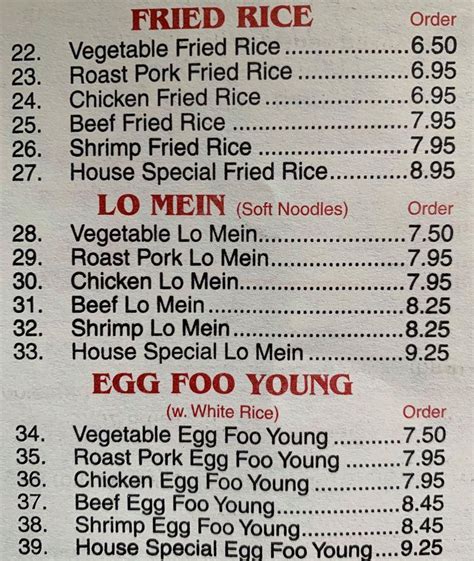 FRIED RICE Order
22. Vegetable Fried Rice ..................6.50
23. Roast Pork Fried Rice ................6.95
24. Chicken Fried Rice.....................6.95
25. Beef Fried Rice ..........................7.95
26. Shrimp Fried Rice ......................7.95
27. House Special Fried Rice...........8.95
LO MEIN (Soft Noodles) Order
28. Vegetable Lo Mein......................7.50
29. Roast Pork Lo Mein....................7.95
30. Chicken Lo Mein.........................7.95
31. Beef Lo Mein ..............................8.25
32. Shrimp Lo Mein..........................8.25
33. House Special Lo Mein ..............9.25
EGG FOO YOUNG
(w. White Rice) Order
34. Vegetable Egg Foo Young ..........7.50
35. Roast Pork Egg Foo Young ........7.95
36. Chicken Egg Foo Young.............7.95
37. Beef Egg Foo Young..................8.45
38. Shrimp Egg Foo Young ..............8.45
39. House Special Egg Foo Young...9.25